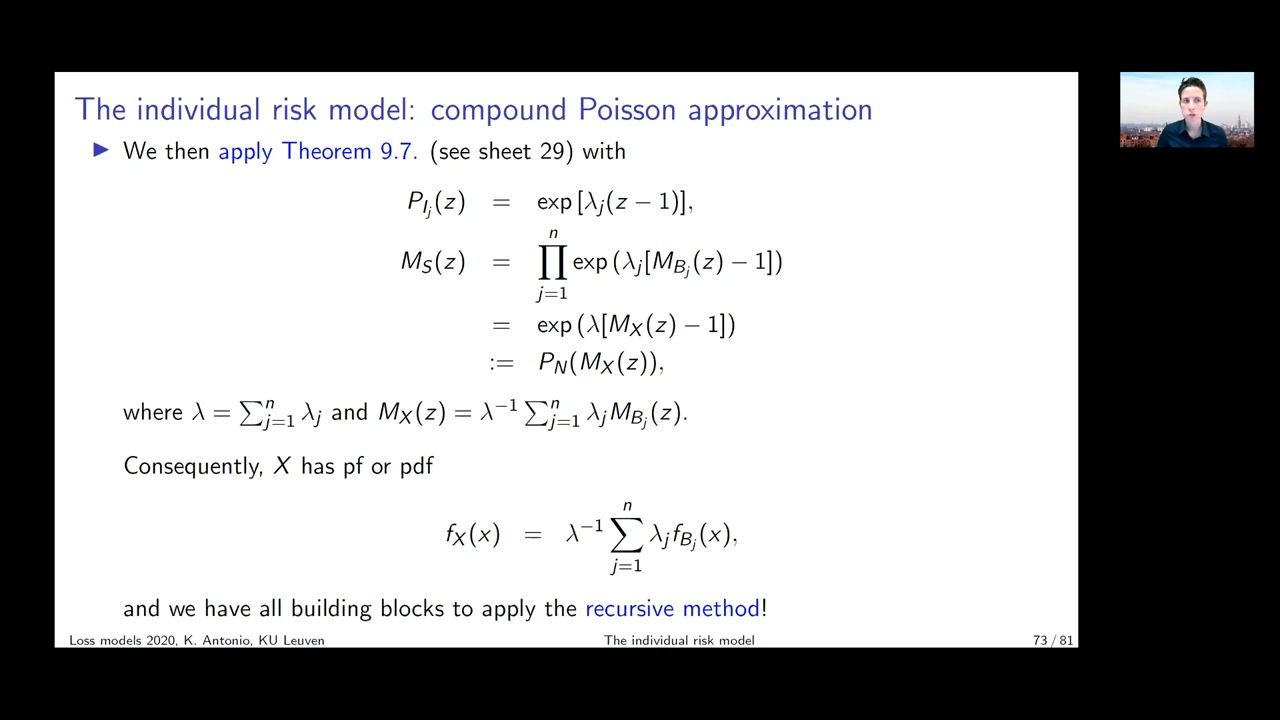 The individual risk model: compound Poisson approximation
▶ We then apply Theorem 9.7. (see sheet 29) with
P_{I_j}(z) = exp [λ_j(z − 1)],
M_S(z) = ∏_{j=1}^{n} exp (λ_j[M_{B_j}(z) − 1])
= exp (λ[M_X(z) − 1])
:= P_N(M_X(z)),
where λ = ∑_{j=1}^{n} λ_j and M_X(z) = λ^{−1} ∑_{j=1}^{n} λ_j M_{B_j}(z).
Consequently, X has pf or pdf
f_X(x) = λ^{−1} ∑_{j=1}^{n} λ_j f_{B_j}(x),
and we have all building blocks to apply the recursive method!
Loss models 2020, K. Antonio, KU Leuven The individual risk model 73 / 81